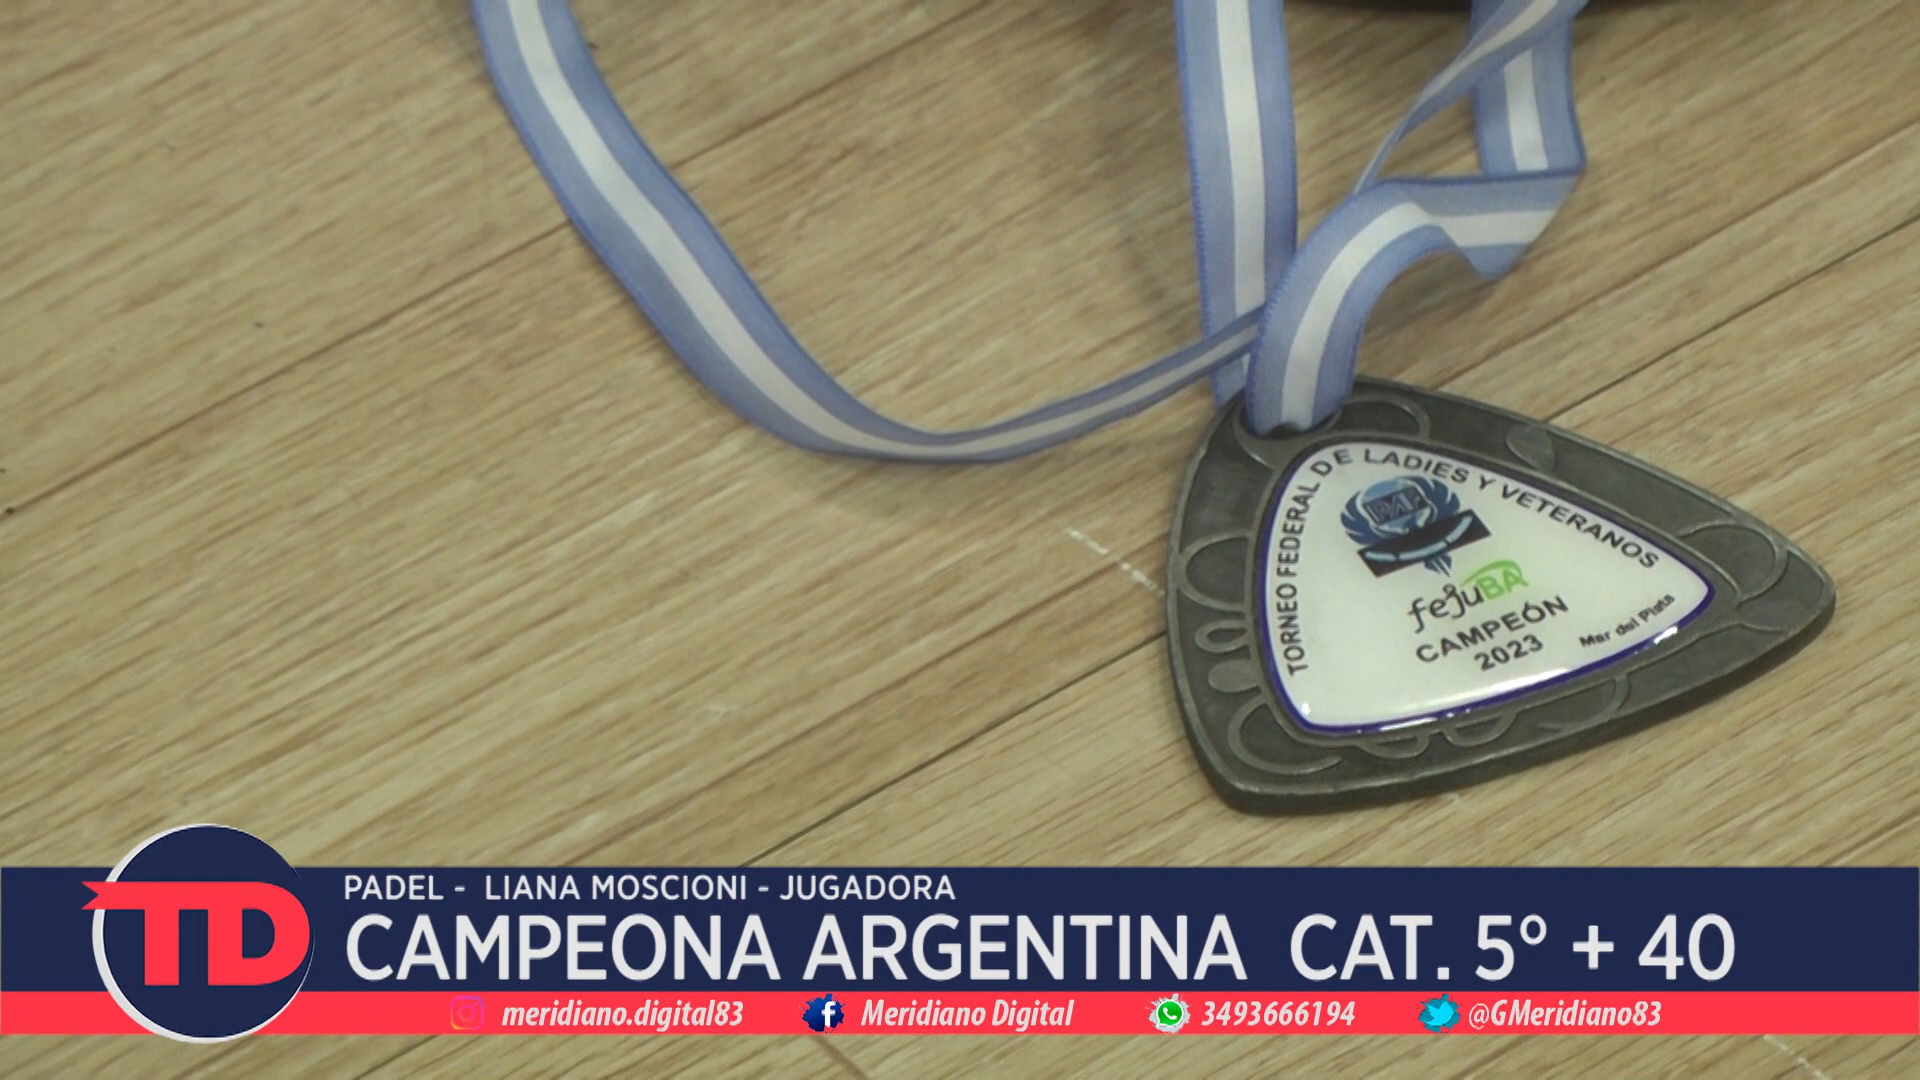 TORNEO FEDERAL DE LADIES Y VETERANOS
fejuBA
CAMPEÓN
2023
Mar del Plata
TD
PADEL - LIANA MOSCIONI - JUGADORA
CAMPEONA ARGENTINA CAT. 5º + 40
meridiano.digital83 Meridiano Digital 3493666194 @GMeridiano83